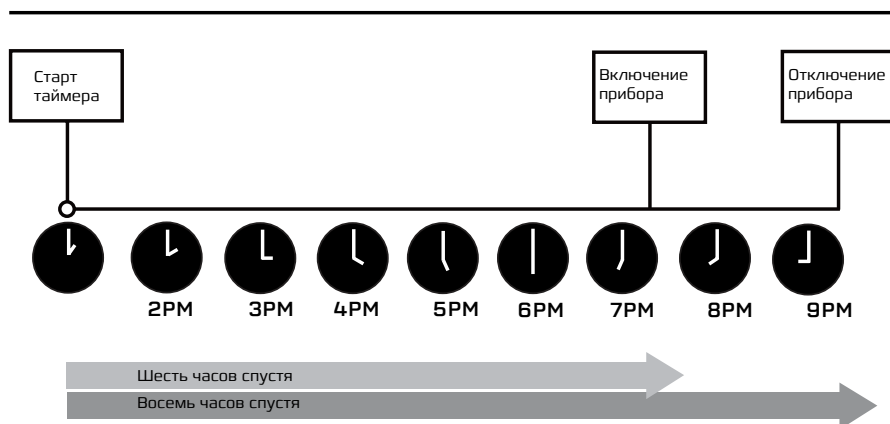 Старт
таймера
Включение
прибора
Отключение
прибора
2PM 3PM 4PM 5PM 6PM 7PM 8PM 9PM
Шесть часов спустя
Восемь часов спустя